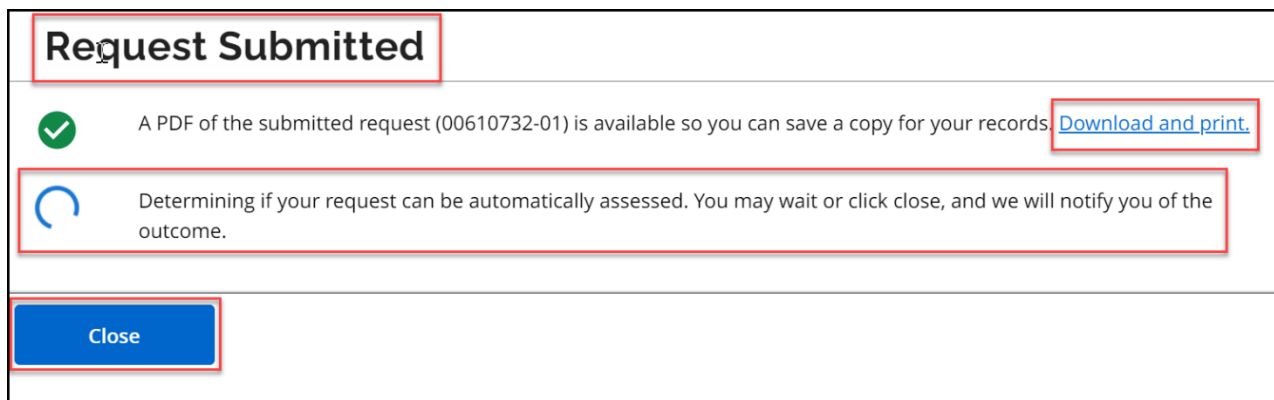 Request Submitted
A PDF of the submitted request (00610732-01) is available so you can save a copy for your records. Download and print.
Determining if your request can be automatically assessed. You may wait or click close, and we will notify you of the
outcome.
Close